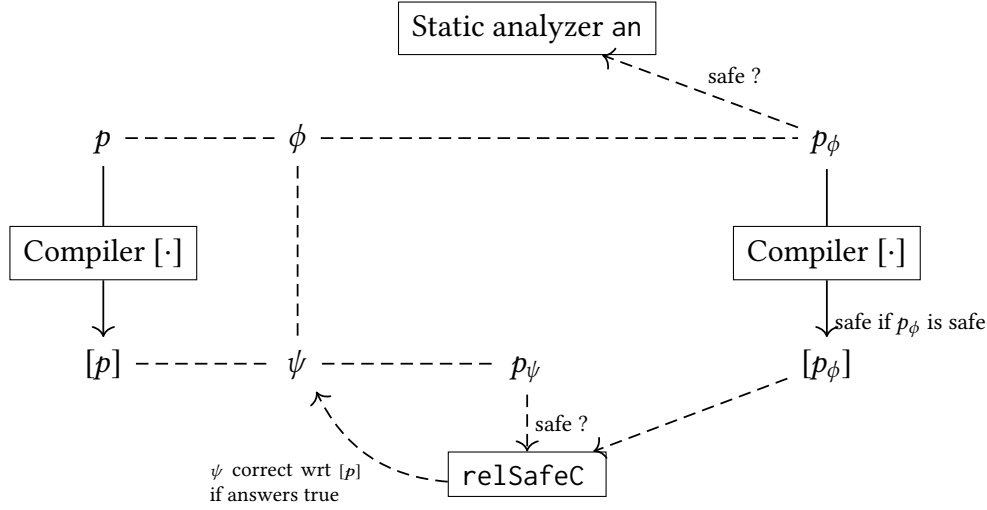 Static analyzer an
safe ?
p ϕ p_ϕ
Compiler [·] Compiler [·]
safe if p_ϕ is safe
[p] ψ p_ψ [p_ϕ]
safe ?
relSafeC
ψ correct wrt [p]
if answers true